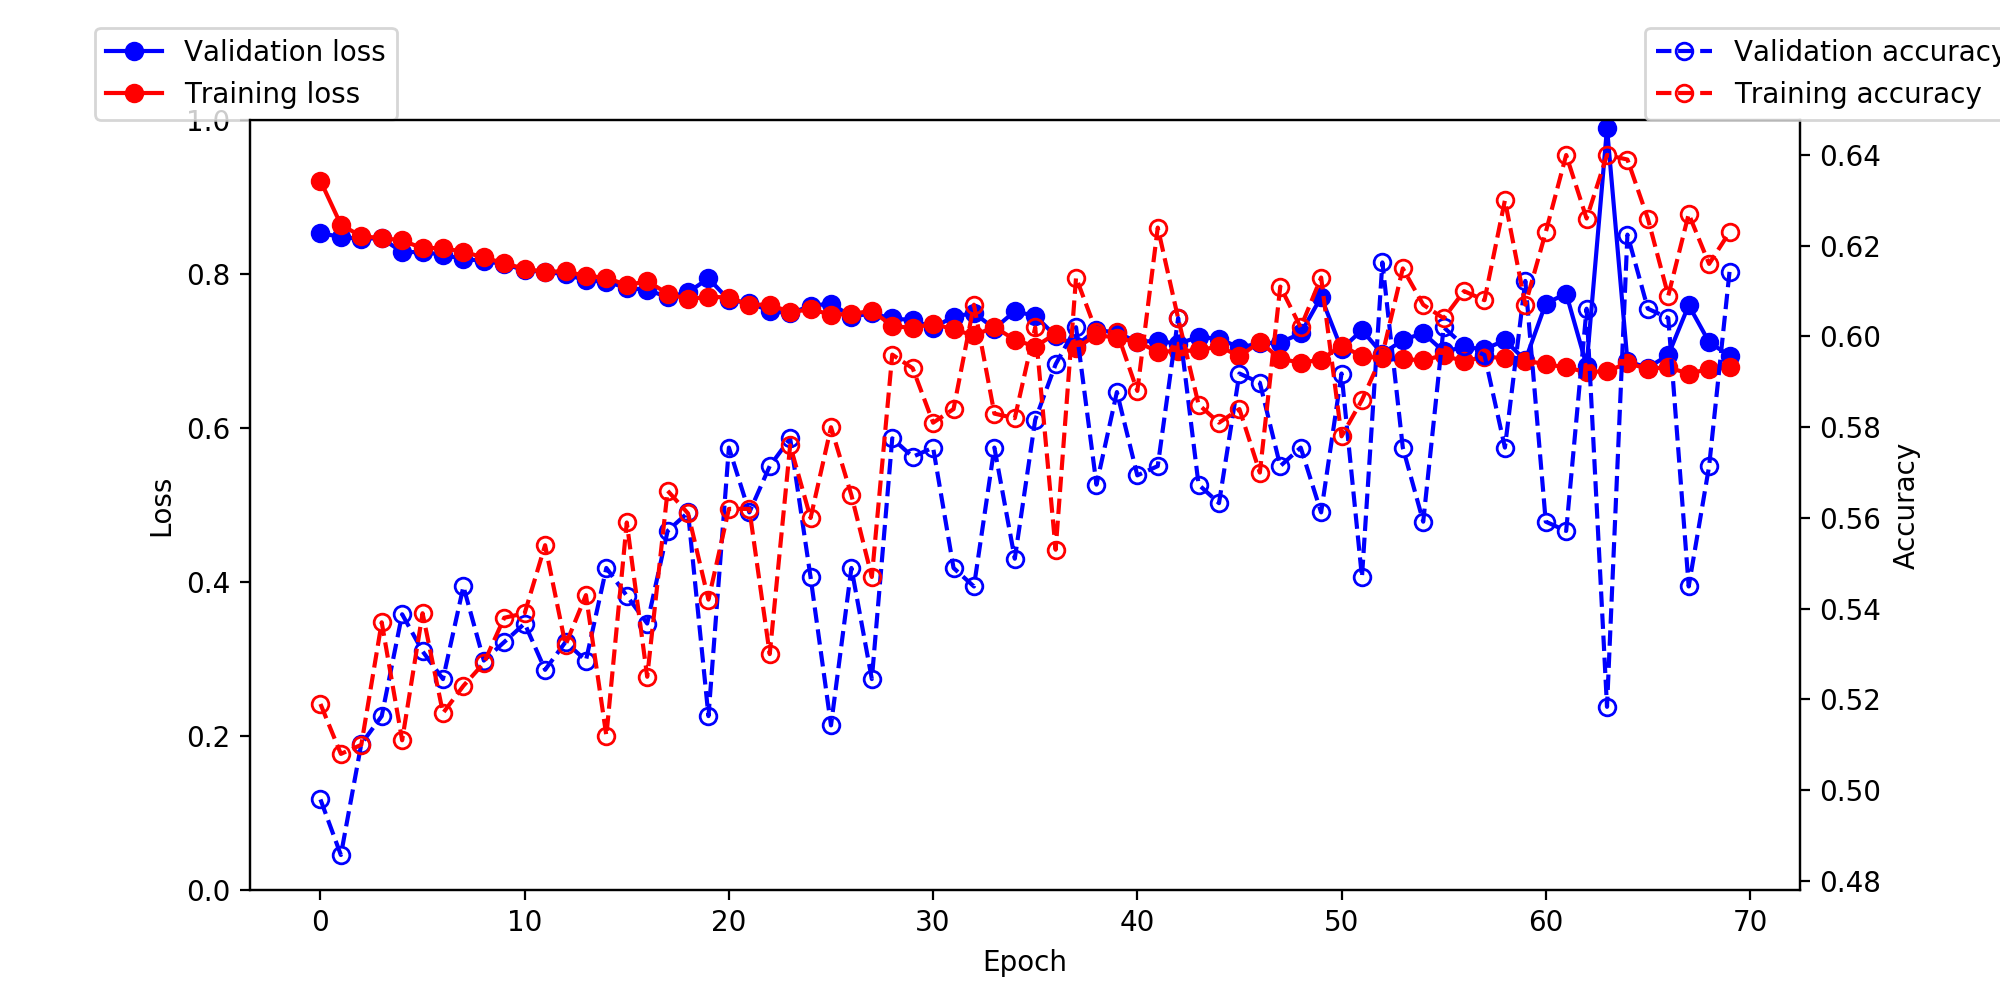 Validation loss
Training loss
Validation accuracy
Training accuracy
1.0
0.8
0.6
0.4
0.2
0.0
Loss
0.64
0.62
0.60
0.58
0.56
0.54
0.52
0.50
0.48
Accuracy
0 10 20 30 40 50 60 70
Epoch